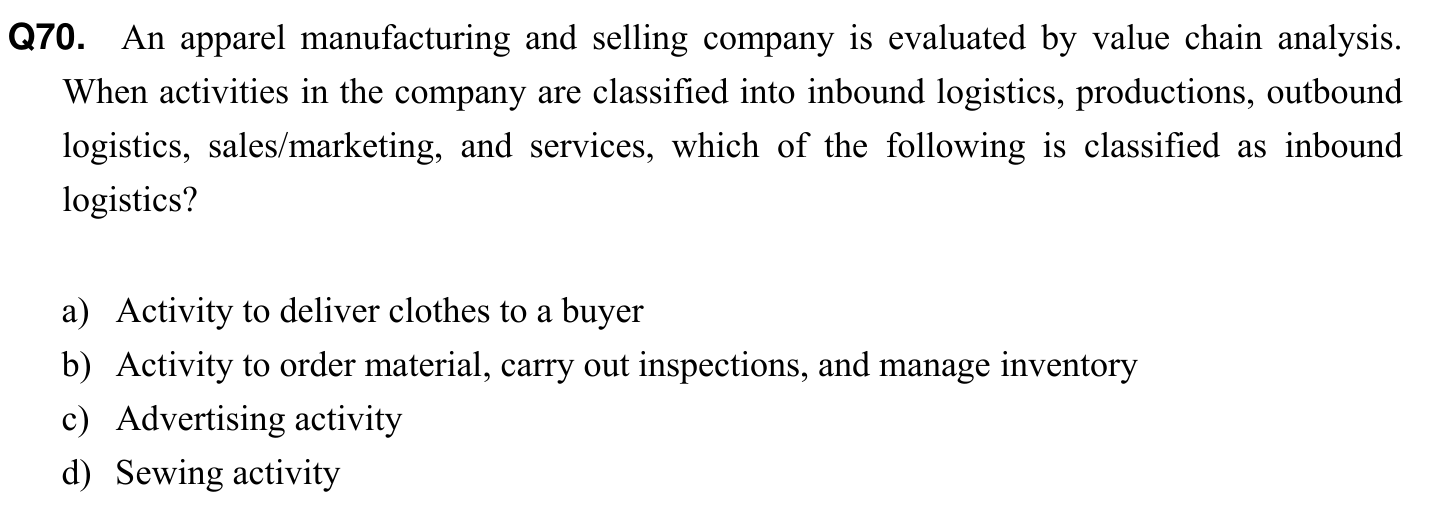 Q70. An apparel manufacturing and selling company is evaluated by value chain analysis.
When activities in the company are classified into inbound logistics, productions, outbound
logistics, sales/marketing, and services, which of the following is classified as inbound
logistics?
a) Activity to deliver clothes to a buyer
b) Activity to order material, carry out inspections, and manage inventory
c) Advertising activity
d) Sewing activity